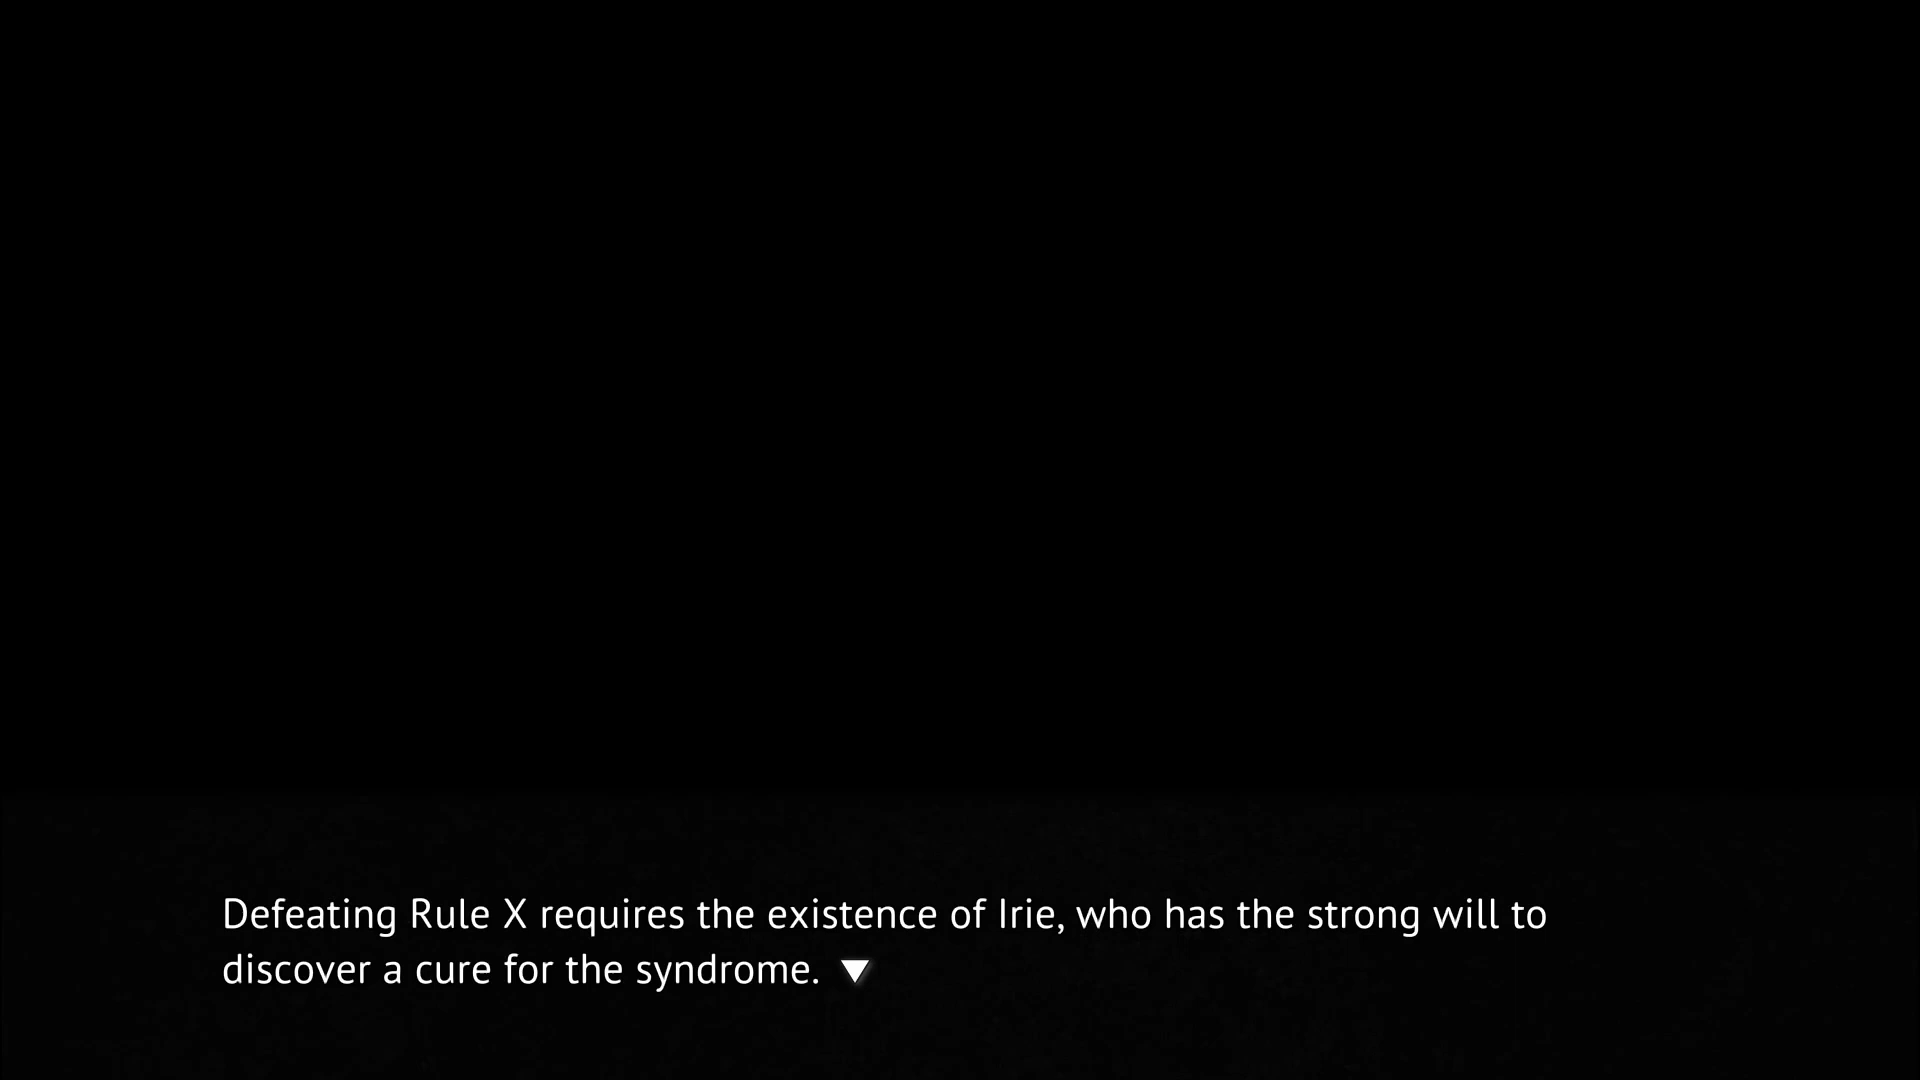 Defeating Rule X requires the existence of Irie, who has the strong will to
discover a cure for the syndrome.